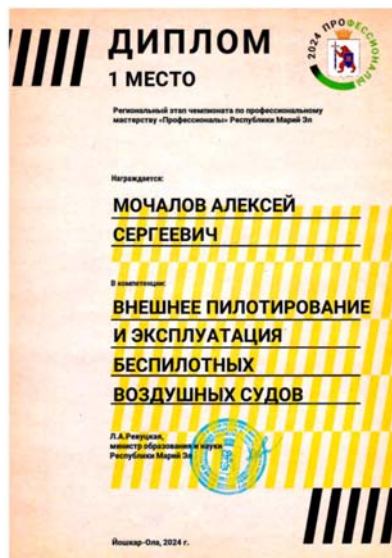 ДИПЛОМ
1 МЕСТО
2024 ПРОФЕССИОНАЛЫ
Региональный этап чемпионата по профессиональному
мастерству «Профессионалы» Республики Марий Эл
Награждается:
МОЧАЛОВ АЛЕКСЕЙ
СЕРГЕЕВИЧ
В компетенции:
ВНЕШНЕЕ ПИЛОТИРОВАНИЕ
И ЭКСПЛУАТАЦИЯ
БЕСПИЛОТНЫХ
ВОЗДУШНЫХ СУДОВ
Л.А.Ревуцкая,
министр образования и науки
Республики Марий Эл
Йошкар-Ола, 2024 г.